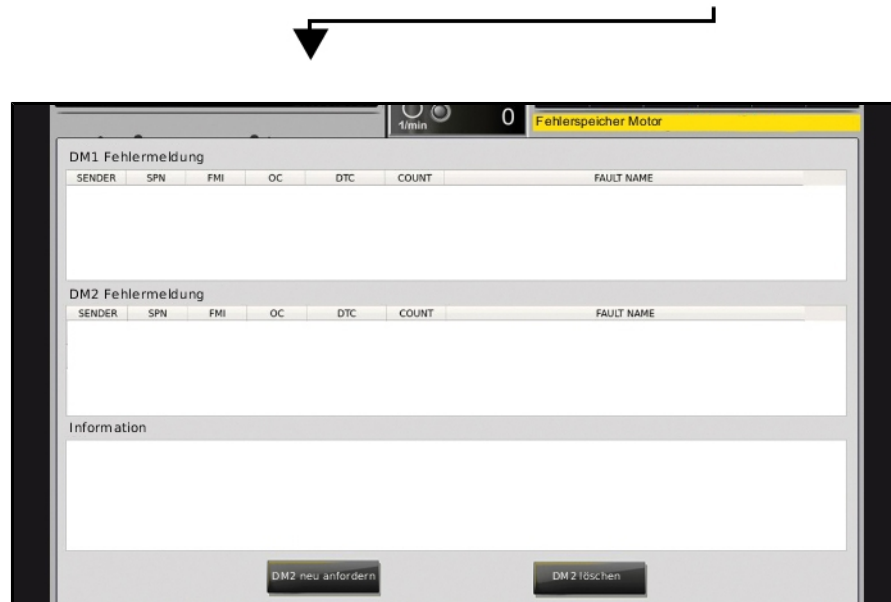 1/min 0 Fehlerspeicher Motor
DM1 Fehlermeldung
SENDER SPN FMI OC DTC COUNT FAULT NAME
DM2 Fehlermeldung
SENDER SPN FMI OC DTC COUNT FAULT NAME
Information
DM2 neu anfordern DM2 löschen